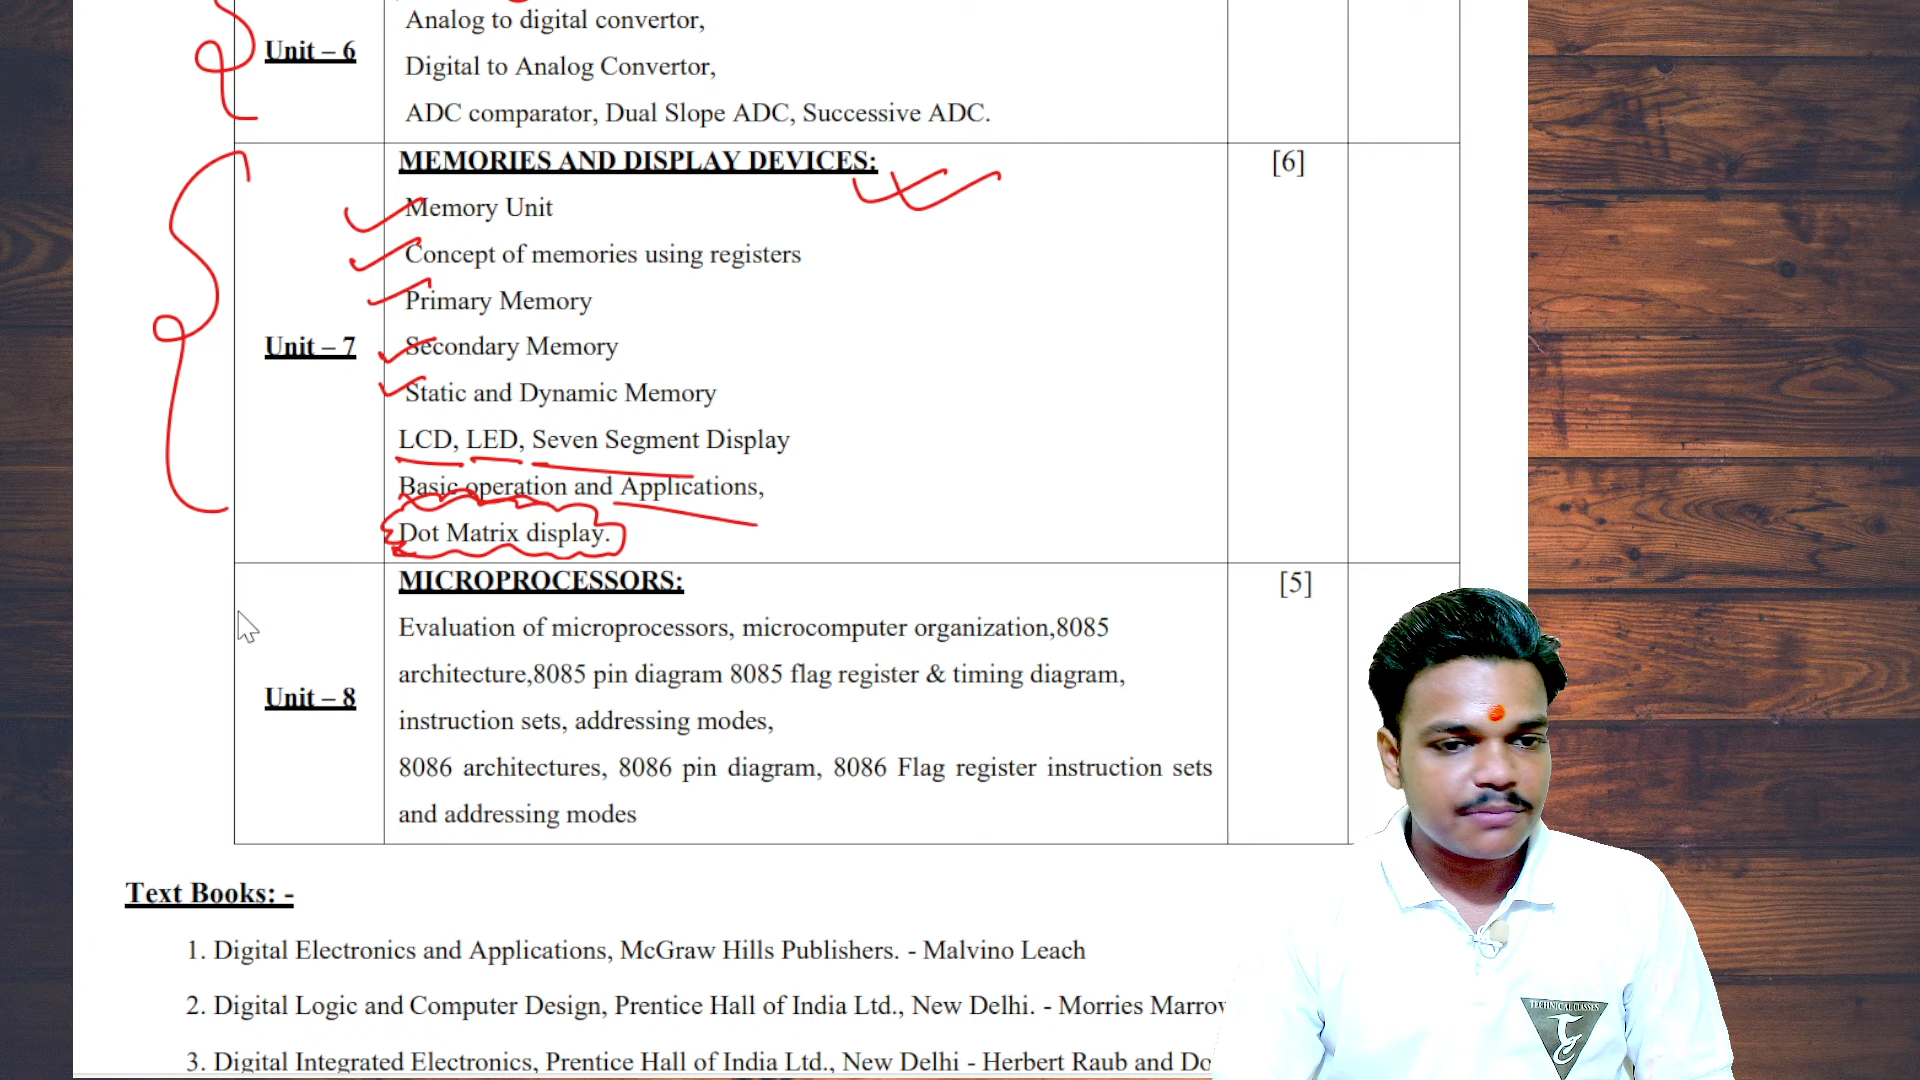 Analog to digital convertor,
Unit – 6
Digital to Analog Convertor,
ADC comparator, Dual Slope ADC, Successive ADC.
MEMORIES AND DISPLAY DEVICES:
[6]
Memory Unit
Concept of memories using registers
Primary Memory
Unit – 7
Secondary Memory
Static and Dynamic Memory
LCD, LED, Seven Segment Display
Basic operation and Applications,
Dot Matrix display.
MICROPROCESSORS:
[5]
Evaluation of microprocessors, microcomputer organization,8085
architecture,8085 pin diagram 8085 flag register & timing diagram,
Unit – 8
instruction sets, addressing modes,
8086 architectures, 8086 pin diagram, 8086 Flag register instruction sets
and addressing modes
Text Books: -
1. Digital Electronics and Applications, McGraw Hills Publishers. - Malvino Leach
2. Digital Logic and Computer Design, Prentice Hall of India Ltd., New Delhi. - Morries
3. Digital Integrated Electronics, Prentice Hall of India Ltd., New Delhi - Herbert Raub and
TECHNICAL CLASSES